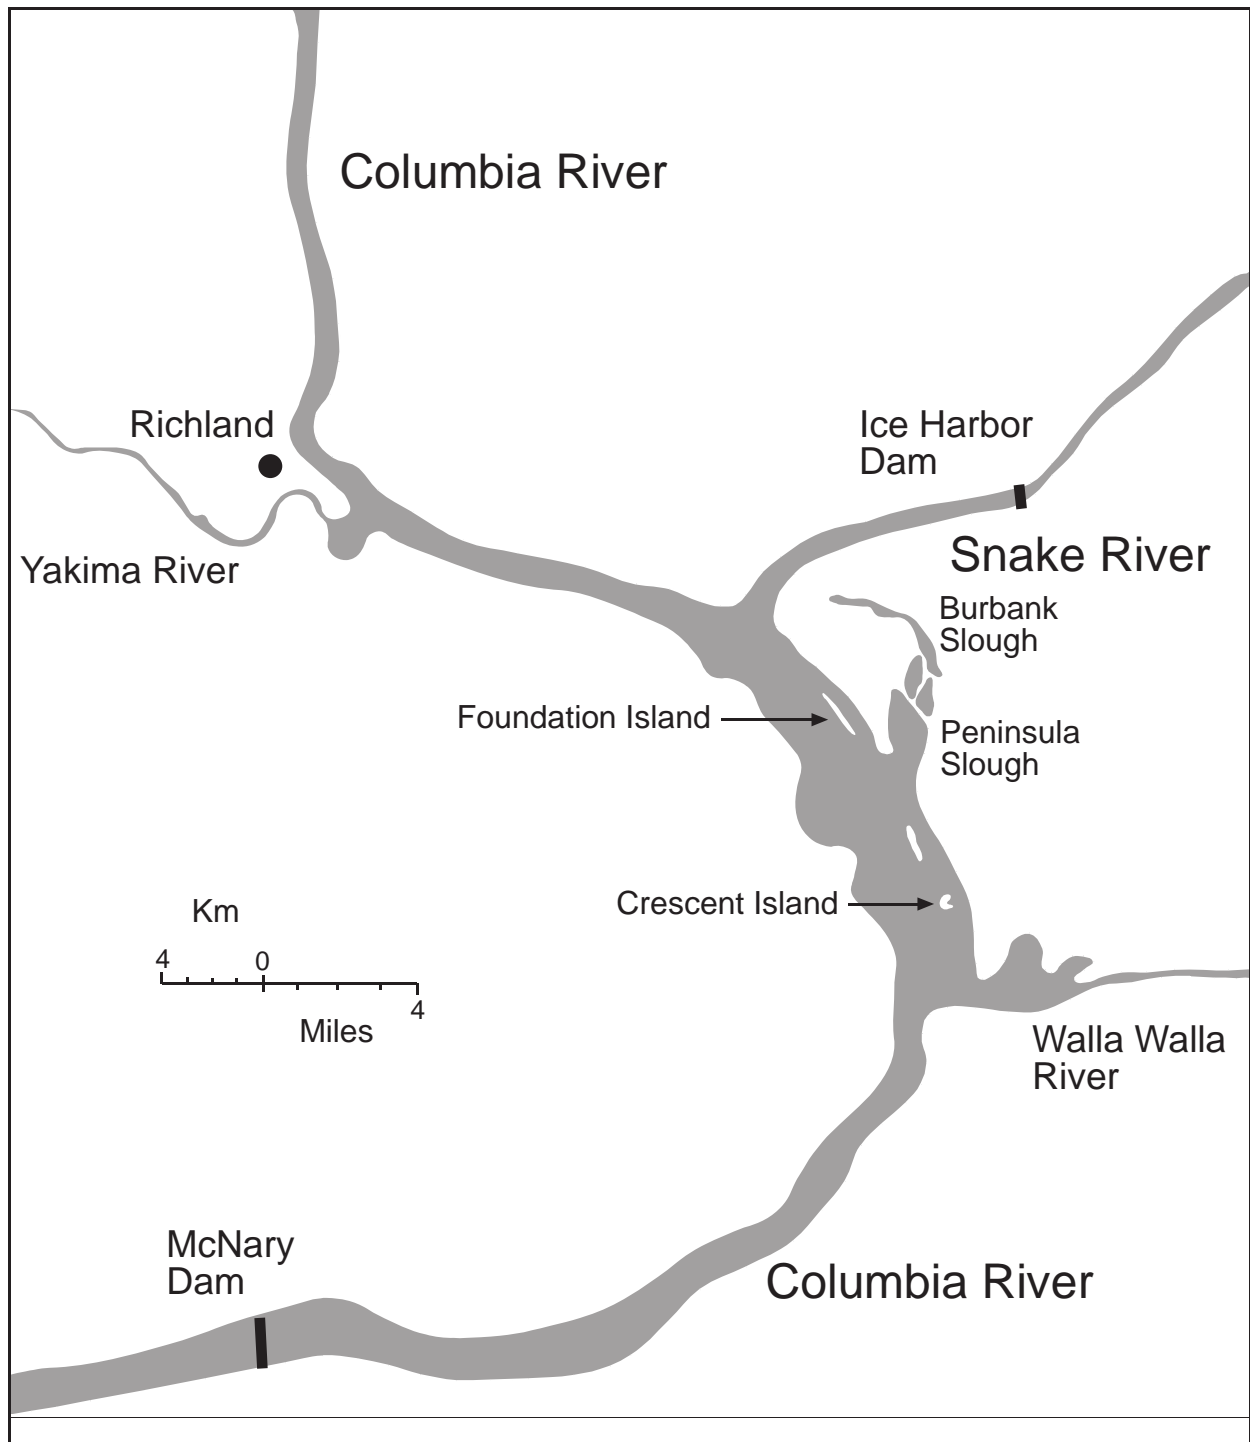 Columbia River
Richland
Ice Harbor
Dam
Snake River
Yakima River
Burbank
Slough
Foundation Island
Peninsula
Slough
Crescent Island
Km
4 0
4
Miles
Walla Walla
River
McNary
Dam
Columbia River